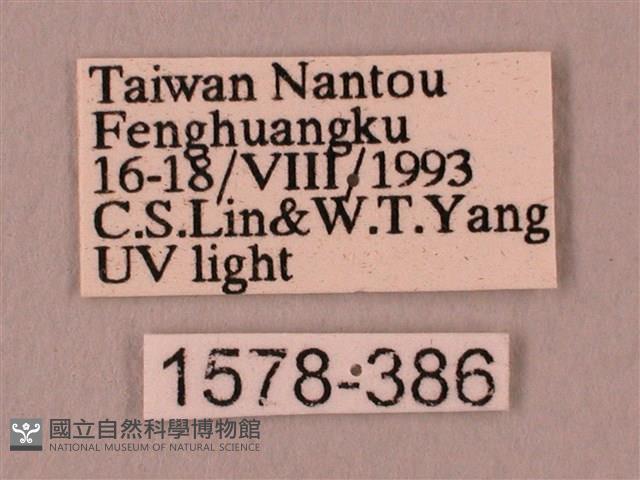 Taiwan Nantou
Fenghuangku
16-18/VIII/1993
C.S.Lin&W.T.Yang
UV light
1578-386
國立自然科學博物館
NATIONAL MUSEUM OF NATURAL SCIENCE